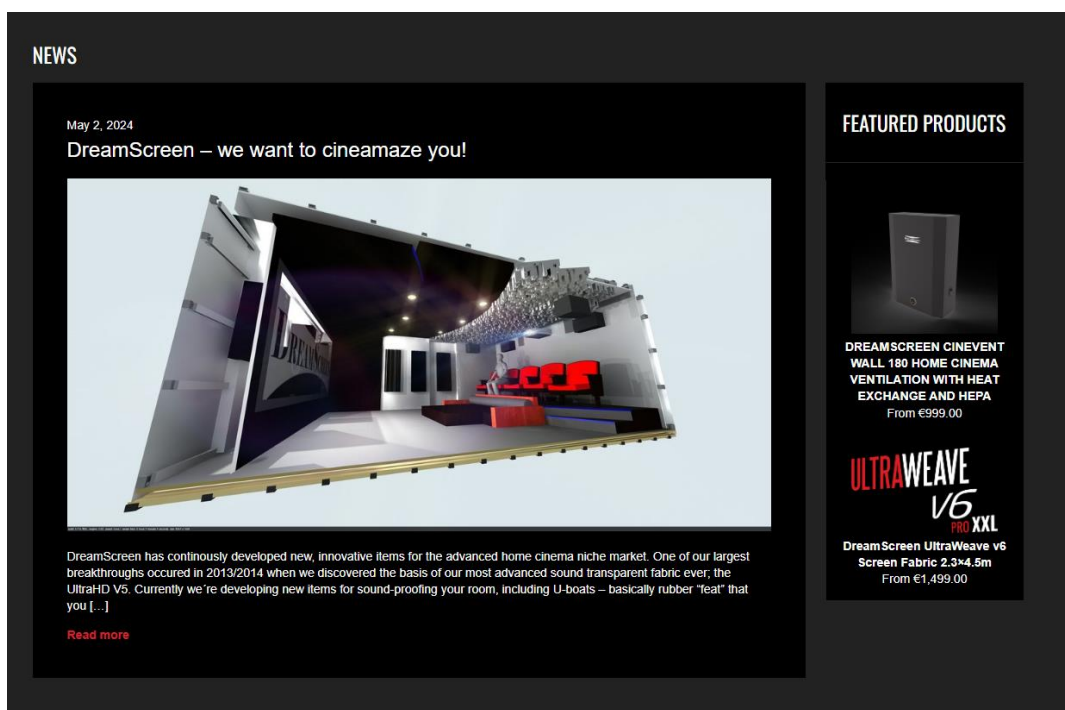 NEWS
May 2, 2024
DreamScreen – we want to cineamaze you!
DreamScreen has continously developed new, innovative items for the advanced home cinema niche market. One of our largest
breakthroughs occured in 2013/2014 when we discovered the basis of our most advanced sound transparent fabric ever; the
UltraHD V5. Currently we´re developing new items for sound-proofing your room, including U-boats – basically rubber “feat” that
you […]
Read more
FEATURED PRODUCTS
DREAMSCREEN CINEVENT
WALL 180 HOME CINEMA
VENTILATION WITH HEAT
EXCHANGE AND HEPA
From €999.00
ULTRAWEAVE
V6
PRO XXL
DreamScreen UltraWeave v6
Screen Fabric 2.3×4.5m
From €1,499.00